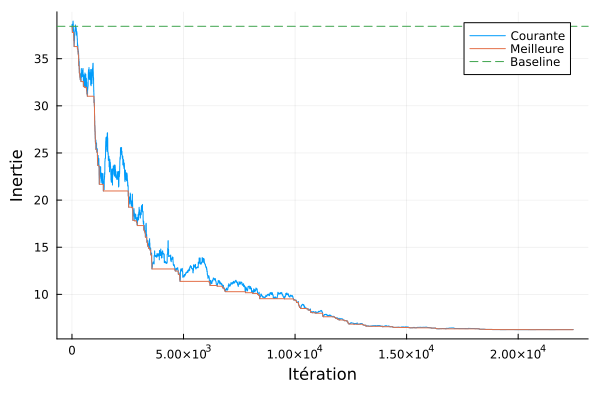 Courante
Meilleure
Baseline
35
30
25
20
15
10
Inertie
0
5.00×10³
1.00×10⁴
1.50×10⁴
2.00×10⁴
Itération